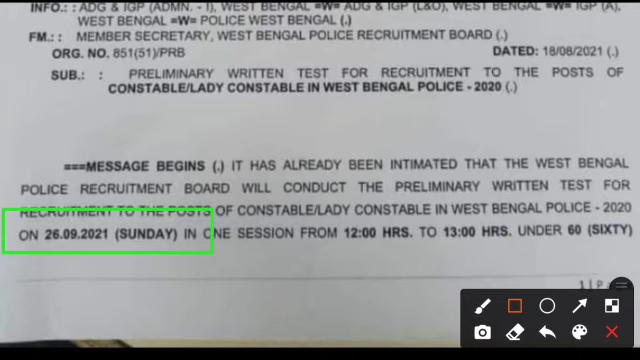 INFO.: : ADG & IGP (ADMN. - I), WEST BENGAL =W= ADG & IGP (L&O), WEST BENGAL =W= IGP (A),
WEST BENGAL =W= POLICE WEST BENGAL (.)
FM.: : MEMBER SECRETARY, WEST BENGAL POLICE RECRUITMENT BOARD (.)
ORG. NO. 851(51)/PRB DATED: 18/08/2021 (.)
SUB.: : PRELIMINARY WRITTEN TEST FOR RECRUITMENT TO THE POSTS OF
CONSTABLE/LADY CONSTABLE IN WEST BENGAL POLICE - 2020 (.)
===MESSAGE BEGINS (.) IT HAS ALREADY BEEN INTIMATED THAT THE WEST BENGAL
POLICE RECRUITMENT BOARD WILL CONDUCT THE PRELIMINARY WRITTEN TEST FOR
RECRUITMENT TO THE POSTS OF CONSTABLE/LADY CONSTABLE IN WEST BENGAL POLICE - 2020
ON 26.09.2021 (SUNDAY) IN ONE SESSION FROM 12:00 HRS. TO 13:00 HRS. UNDER 60 (SIXTY)
1 | P